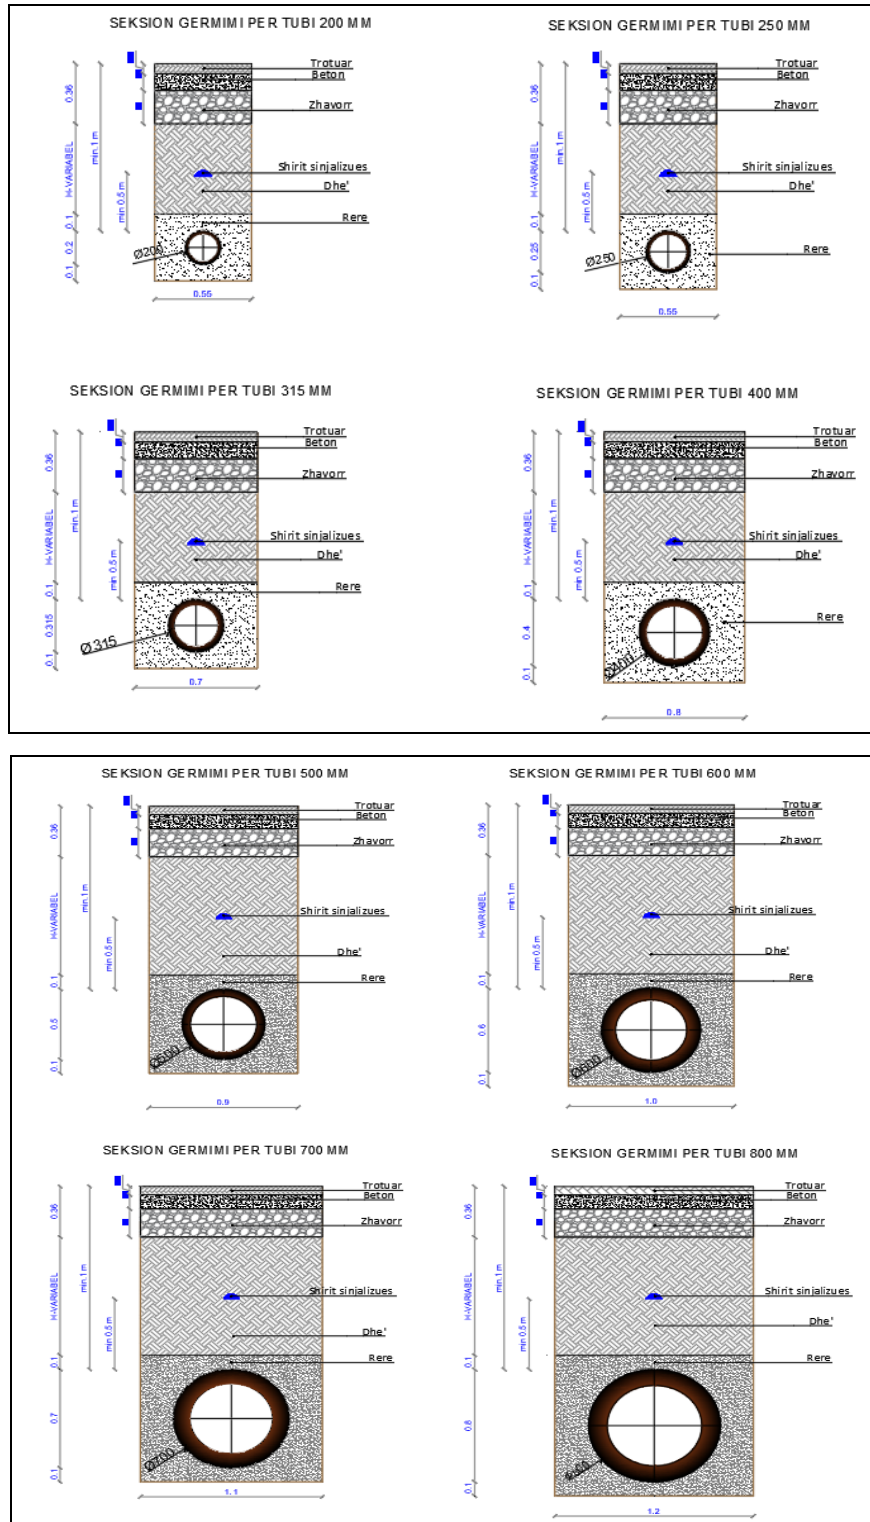 SEKSION GERMIMI PER TUBI 200 MM
Trotuar
Beton
Zhavorr
Shirit sinjalizues
Dhe'
Rere
0.36
H-VARIABEL
0.1
0.2
0.1
min.1 m
min 0.5 m
Ø200
0.55
SEKSION GERMIMI PER TUBI 250 MM
Trotuar
Beton
Zhavorr
Shirit sinjalizues
Dhe'
Rere
0.36
H-VARIABEL
0.1
0.25
0.1
min.1 m
min 0.5 m
Ø250
0.55
SEKSION GERMIMI PER TUBI 315 MM
Trotuar
Beton
Zhavorr
Shirit sinjalizues
Dhe'
Rere
0.36
H-VARIABEL
0.1
0.315
0.1
min.1 m
min 0.5 m
Ø315
0.7
SEKSION GERMIMI PER TUBI 400 MM
Trotuar
Beton
Zhavorr
Shirit sinjalizues
Dhe'
Rere
0.36
H-VARIABEL
0.1
0.4
0.1
min.1 m
min 0.5 m
Ø400
0.8
SEKSION GERMIMI PER TUBI 500 MM
Trotuar
Beton
Zhavorr
Shirit sinjalizues
Dhe'
Rere
0.36
H-VARIABEL
0.1
0.5
0.1
min.1 m
min 0.5 m
Ø500
0.9
SEKSION GERMIMI PER TUBI 600 MM
Trotuar
Beton
Zhavorr
Shirit sinjalizues
Dhe'
Rere
0.36
H-VARIABEL
0.1
0.6
0.1
min.1 m
min 0.5 m
Ø600
1.0
SEKSION GERMIMI PER TUBI 700 MM
Trotuar
Beton
Zhavorr
Shirit sinjalizues
Dhe'
Rere
0.36
H-VARIABEL
0.1
0.7
0.1
min.1 m
min 0.5 m
Ø700
1.1
SEKSION GERMIMI PER TUBI 800 MM
Trotuar
Beton
Zhavorr
Shirit sinjalizues
Dhe'
Rere
0.36
H-VARIABEL
0.1
0.8
0.1
min.1 m
min 0.5 m
1.2